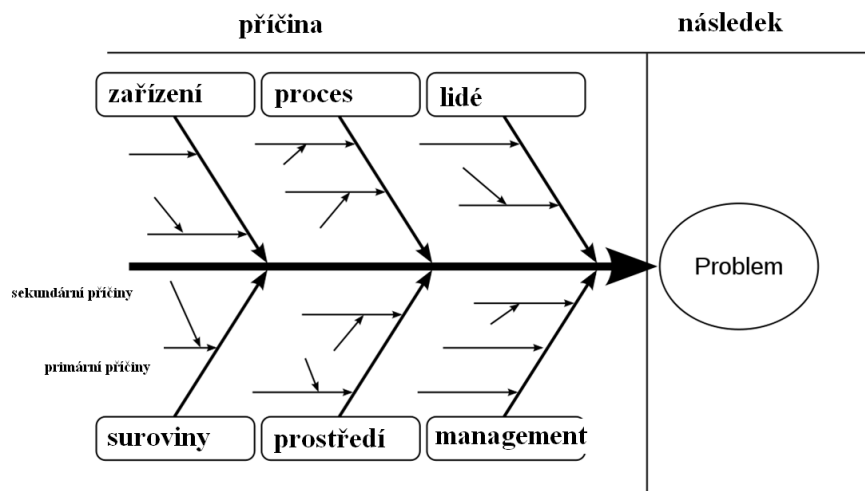 příčina
následek
zařízení
proces
lidé
Problem
sekundární příčiny
primární příčiny
suroviny
prostředí
management